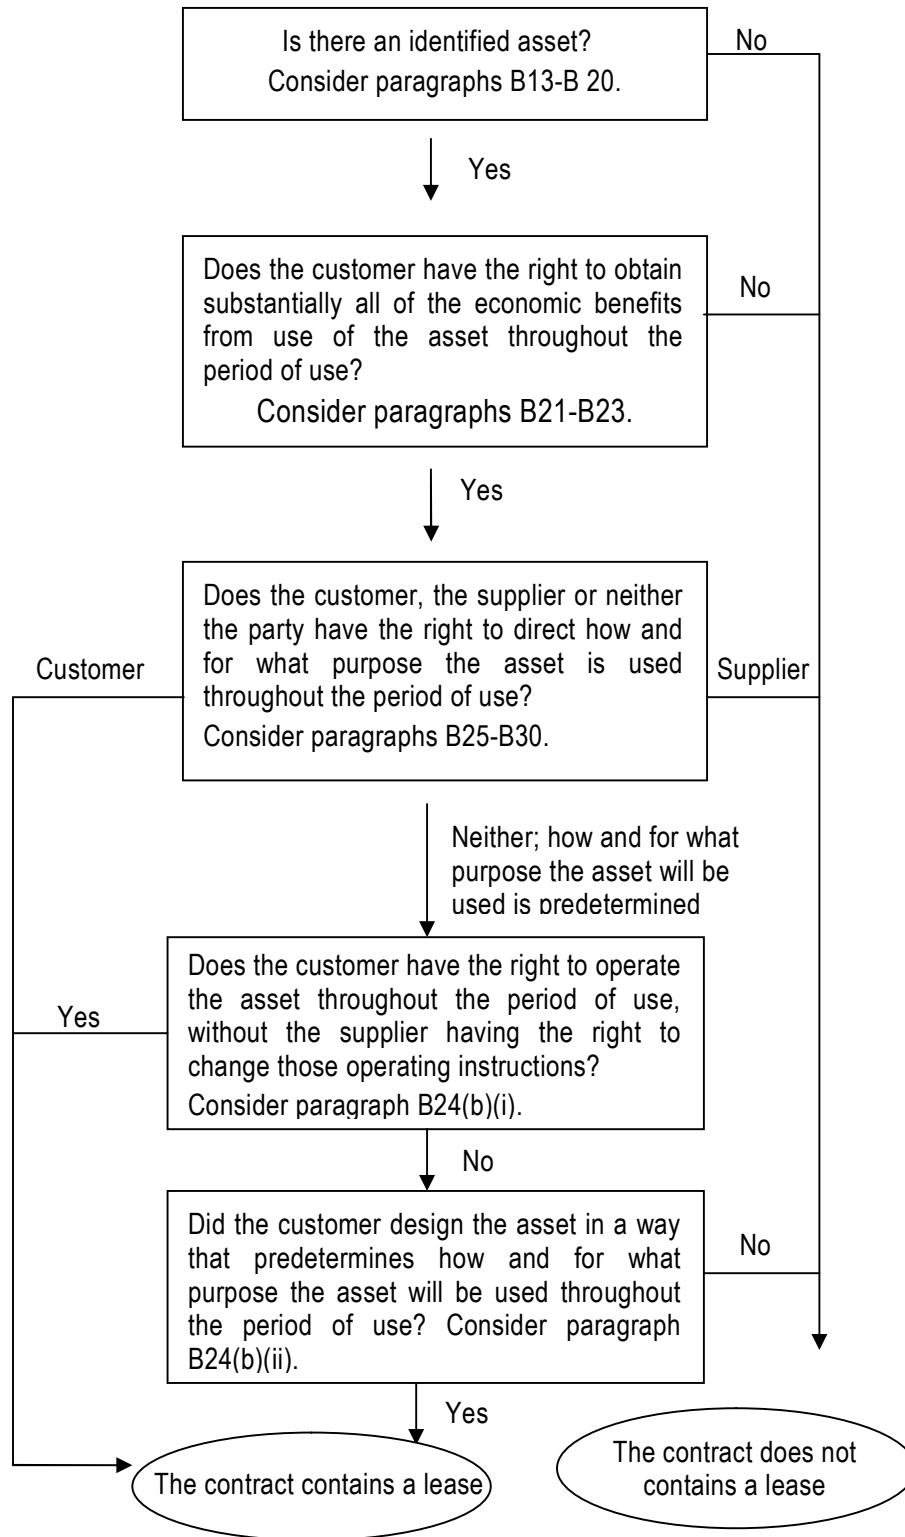 Is there an identified asset?
Consider paragraphs B13-B 20.
No
Yes
Does the customer have the right to obtain
substantially all of the economic benefits
from use of the asset throughout the
period of use?
Consider paragraphs B21-B23.
No
Yes
Does the customer, the supplier or neither
the party have the right to direct how and
for what purpose the asset is used
throughout the period of use?
Consider paragraphs B25-B30.
Customer
Supplier
Neither; how and for what
purpose the asset will be
used is predetermined
Does the customer have the right to operate
the asset throughout the period of use,
without the supplier having the right to
change those operating instructions?
Consider paragraph B24(b)(i).
Yes
No
Did the customer design the asset in a way
that predetermines how and for what
purpose the asset will be used throughout
the period of use? Consider paragraph
B24(b)(ii).
No
Yes
The contract contains a lease
The contract does not
contains a lease